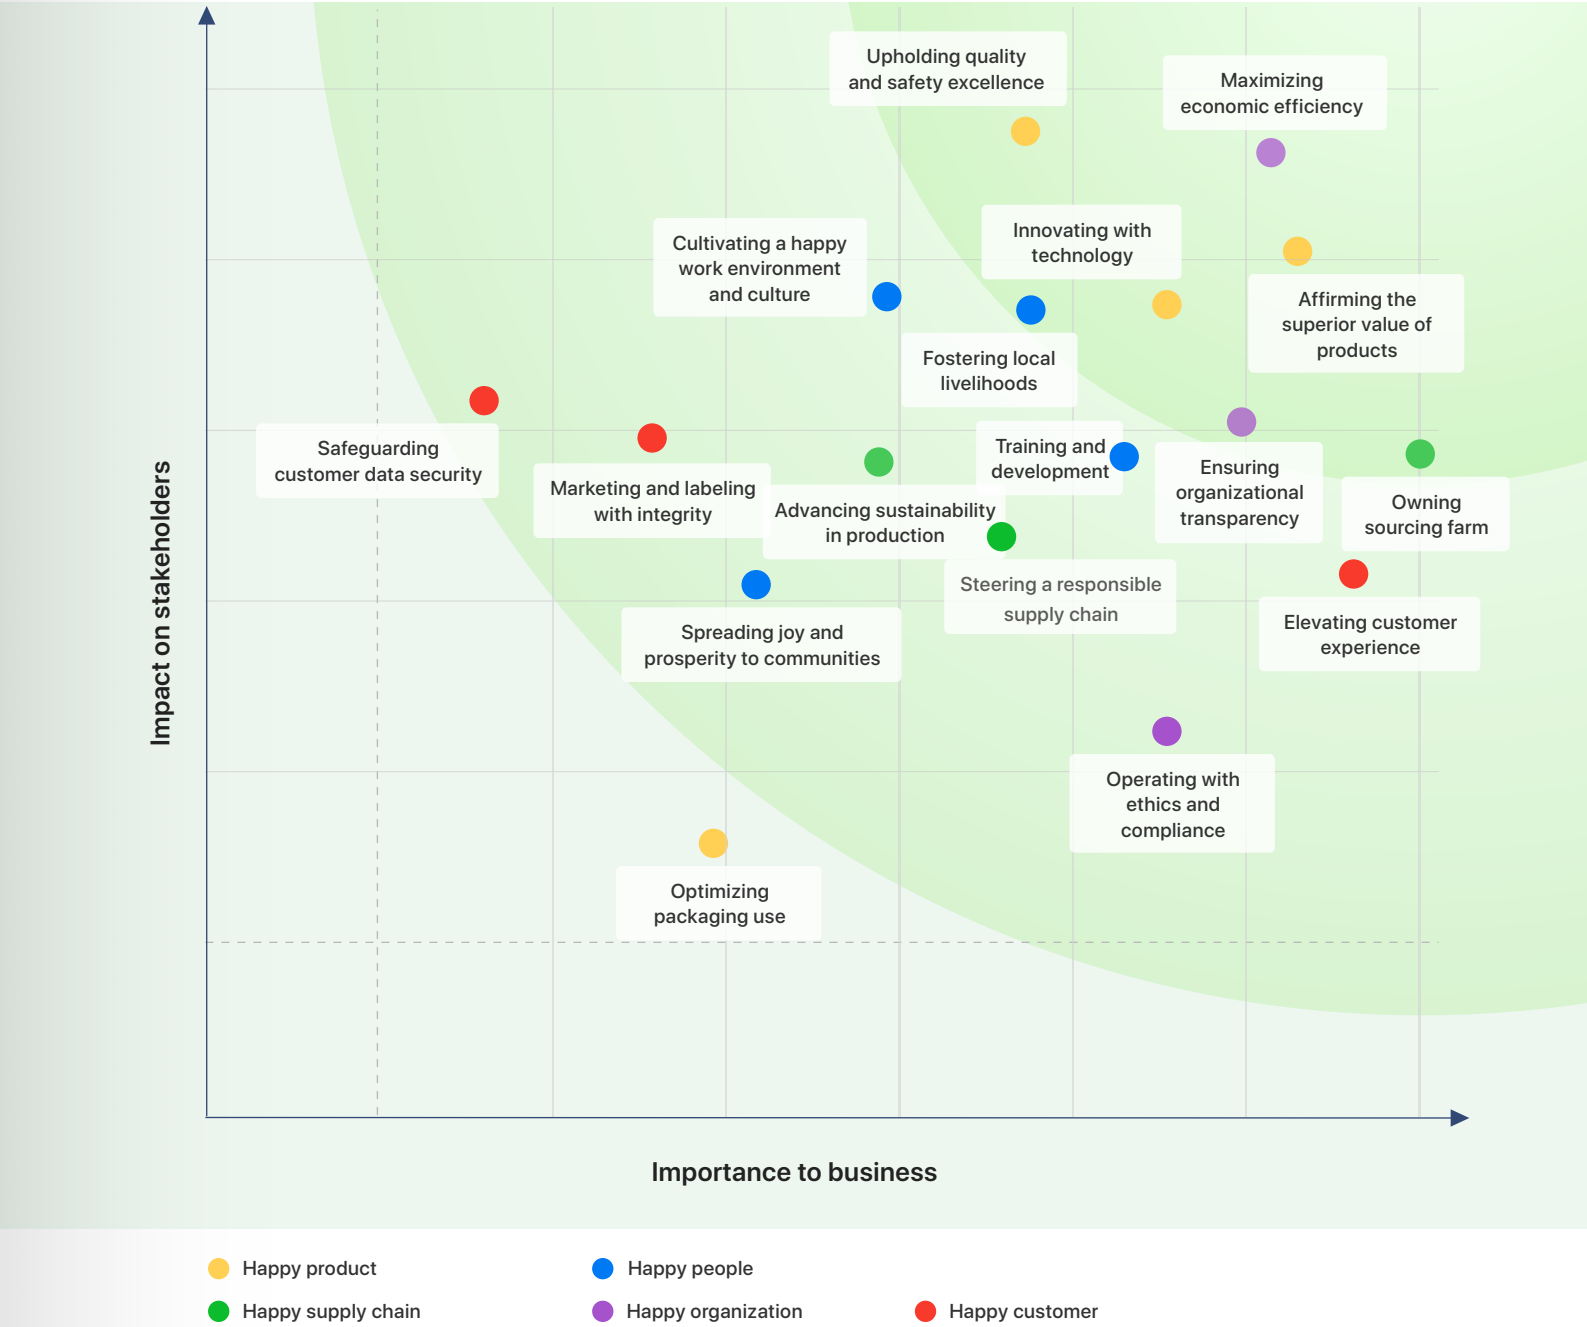 Upholding quality
and safety excellence
Maximizing
economic efficiency
Cultivating a happy
work environment
and culture
Innovating with
technology
Affirming the
superior value of
products
Fostering local
livelihoods
Safeguarding
customer data security
Marketing and labeling
with integrity
Advancing sustainability
in production
Training and
development
Ensuring
organizational
transparency
Owning
sourcing farm
Steering a responsible
supply chain
Spreading joy and
prosperity to communities
Elevating customer
experience
Operating with
ethics and
compliance
Optimizing
packaging use
Impact on stakeholders
Importance to business
Happy product
Happy people
Happy supply chain
Happy organization
Happy customer